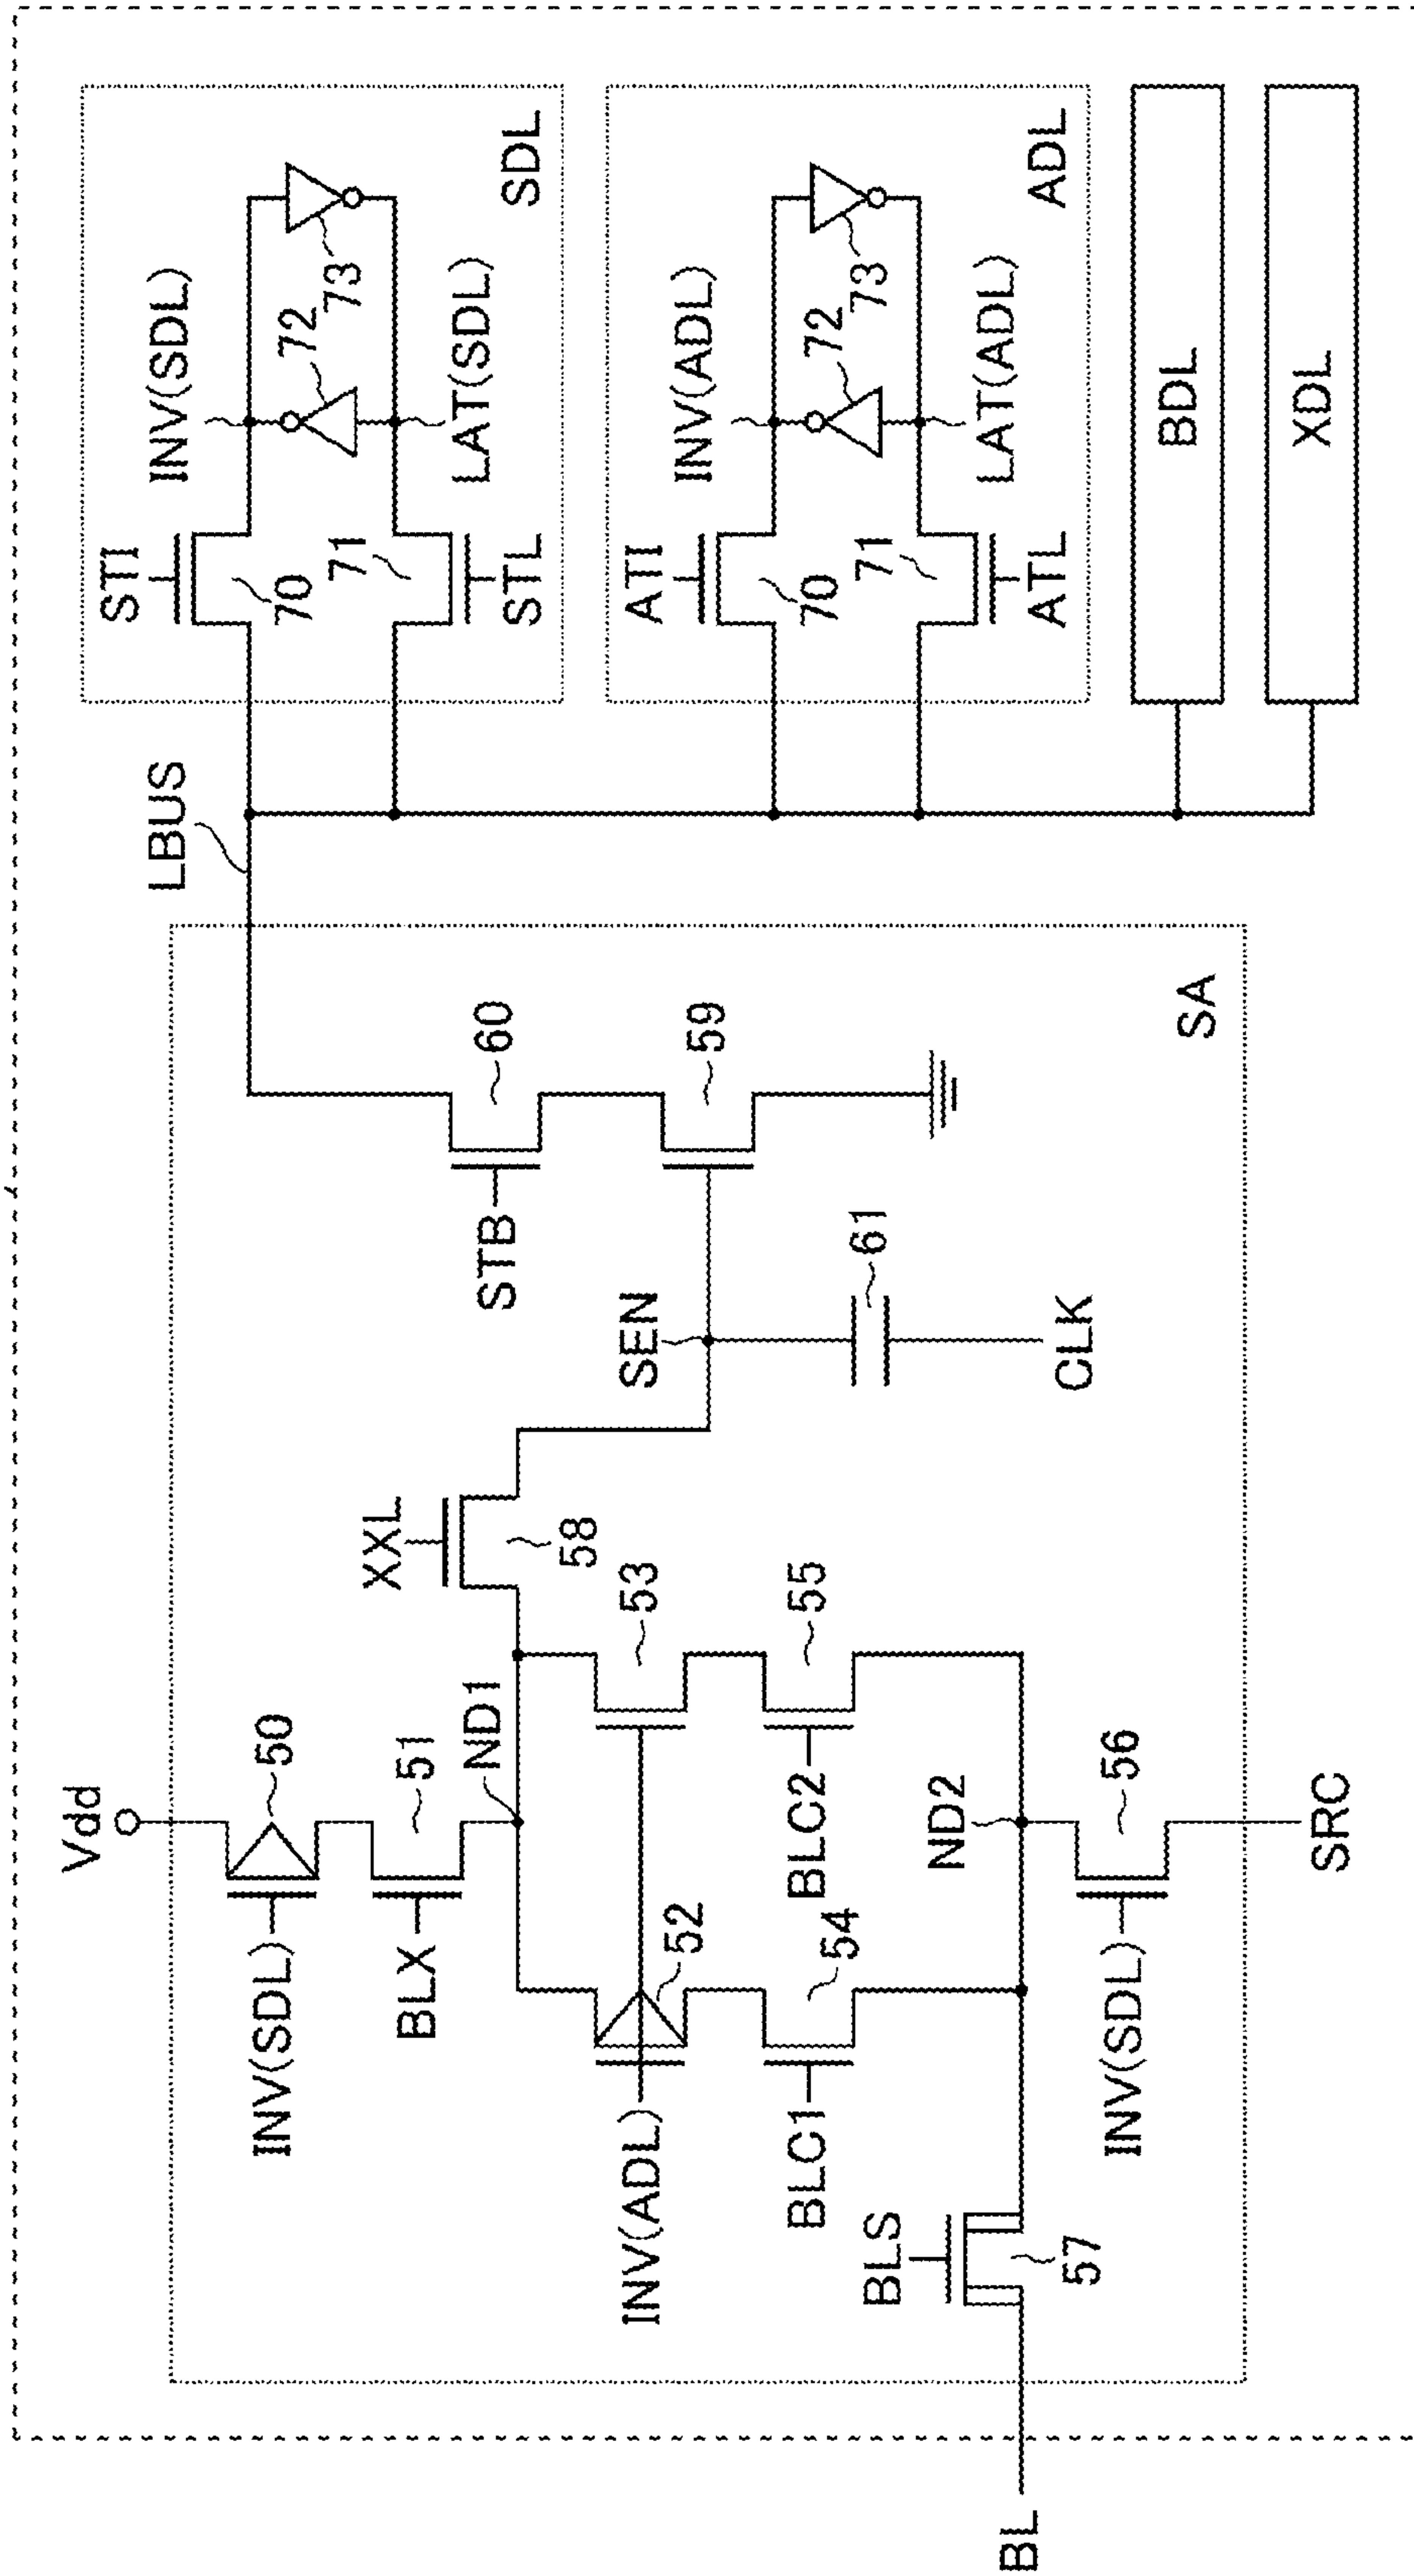 Vdd
INV(SDL)
50
BLX
51
ND1
XXL
58
INV(ADL)
52
53
BLC1
54
BLC2
55
ND2
BLS
57
BL
INV(SDL)
56
SRC
SEN
61
CLK
STB
60
59
SA
LBUS
STI
70
INV(SDL)
72
73
71
STL
LAT(SDL)
SDL
ATI
70
INV(ADL)
72
73
71
ATL
LAT(ADL)
ADL
BDL
XDL